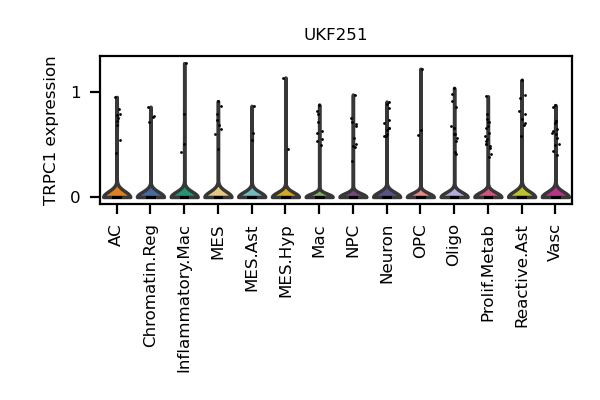 UKF251
TRPC1 expression
1
0
AC
Chromatin.Reg
Inflammatory.Mac
MES
MES.Ast
MES.Hyp
Mac
NPC
Neuron
OPC
Oligo
Prolif.Metab
Reactive.Ast
Vasc